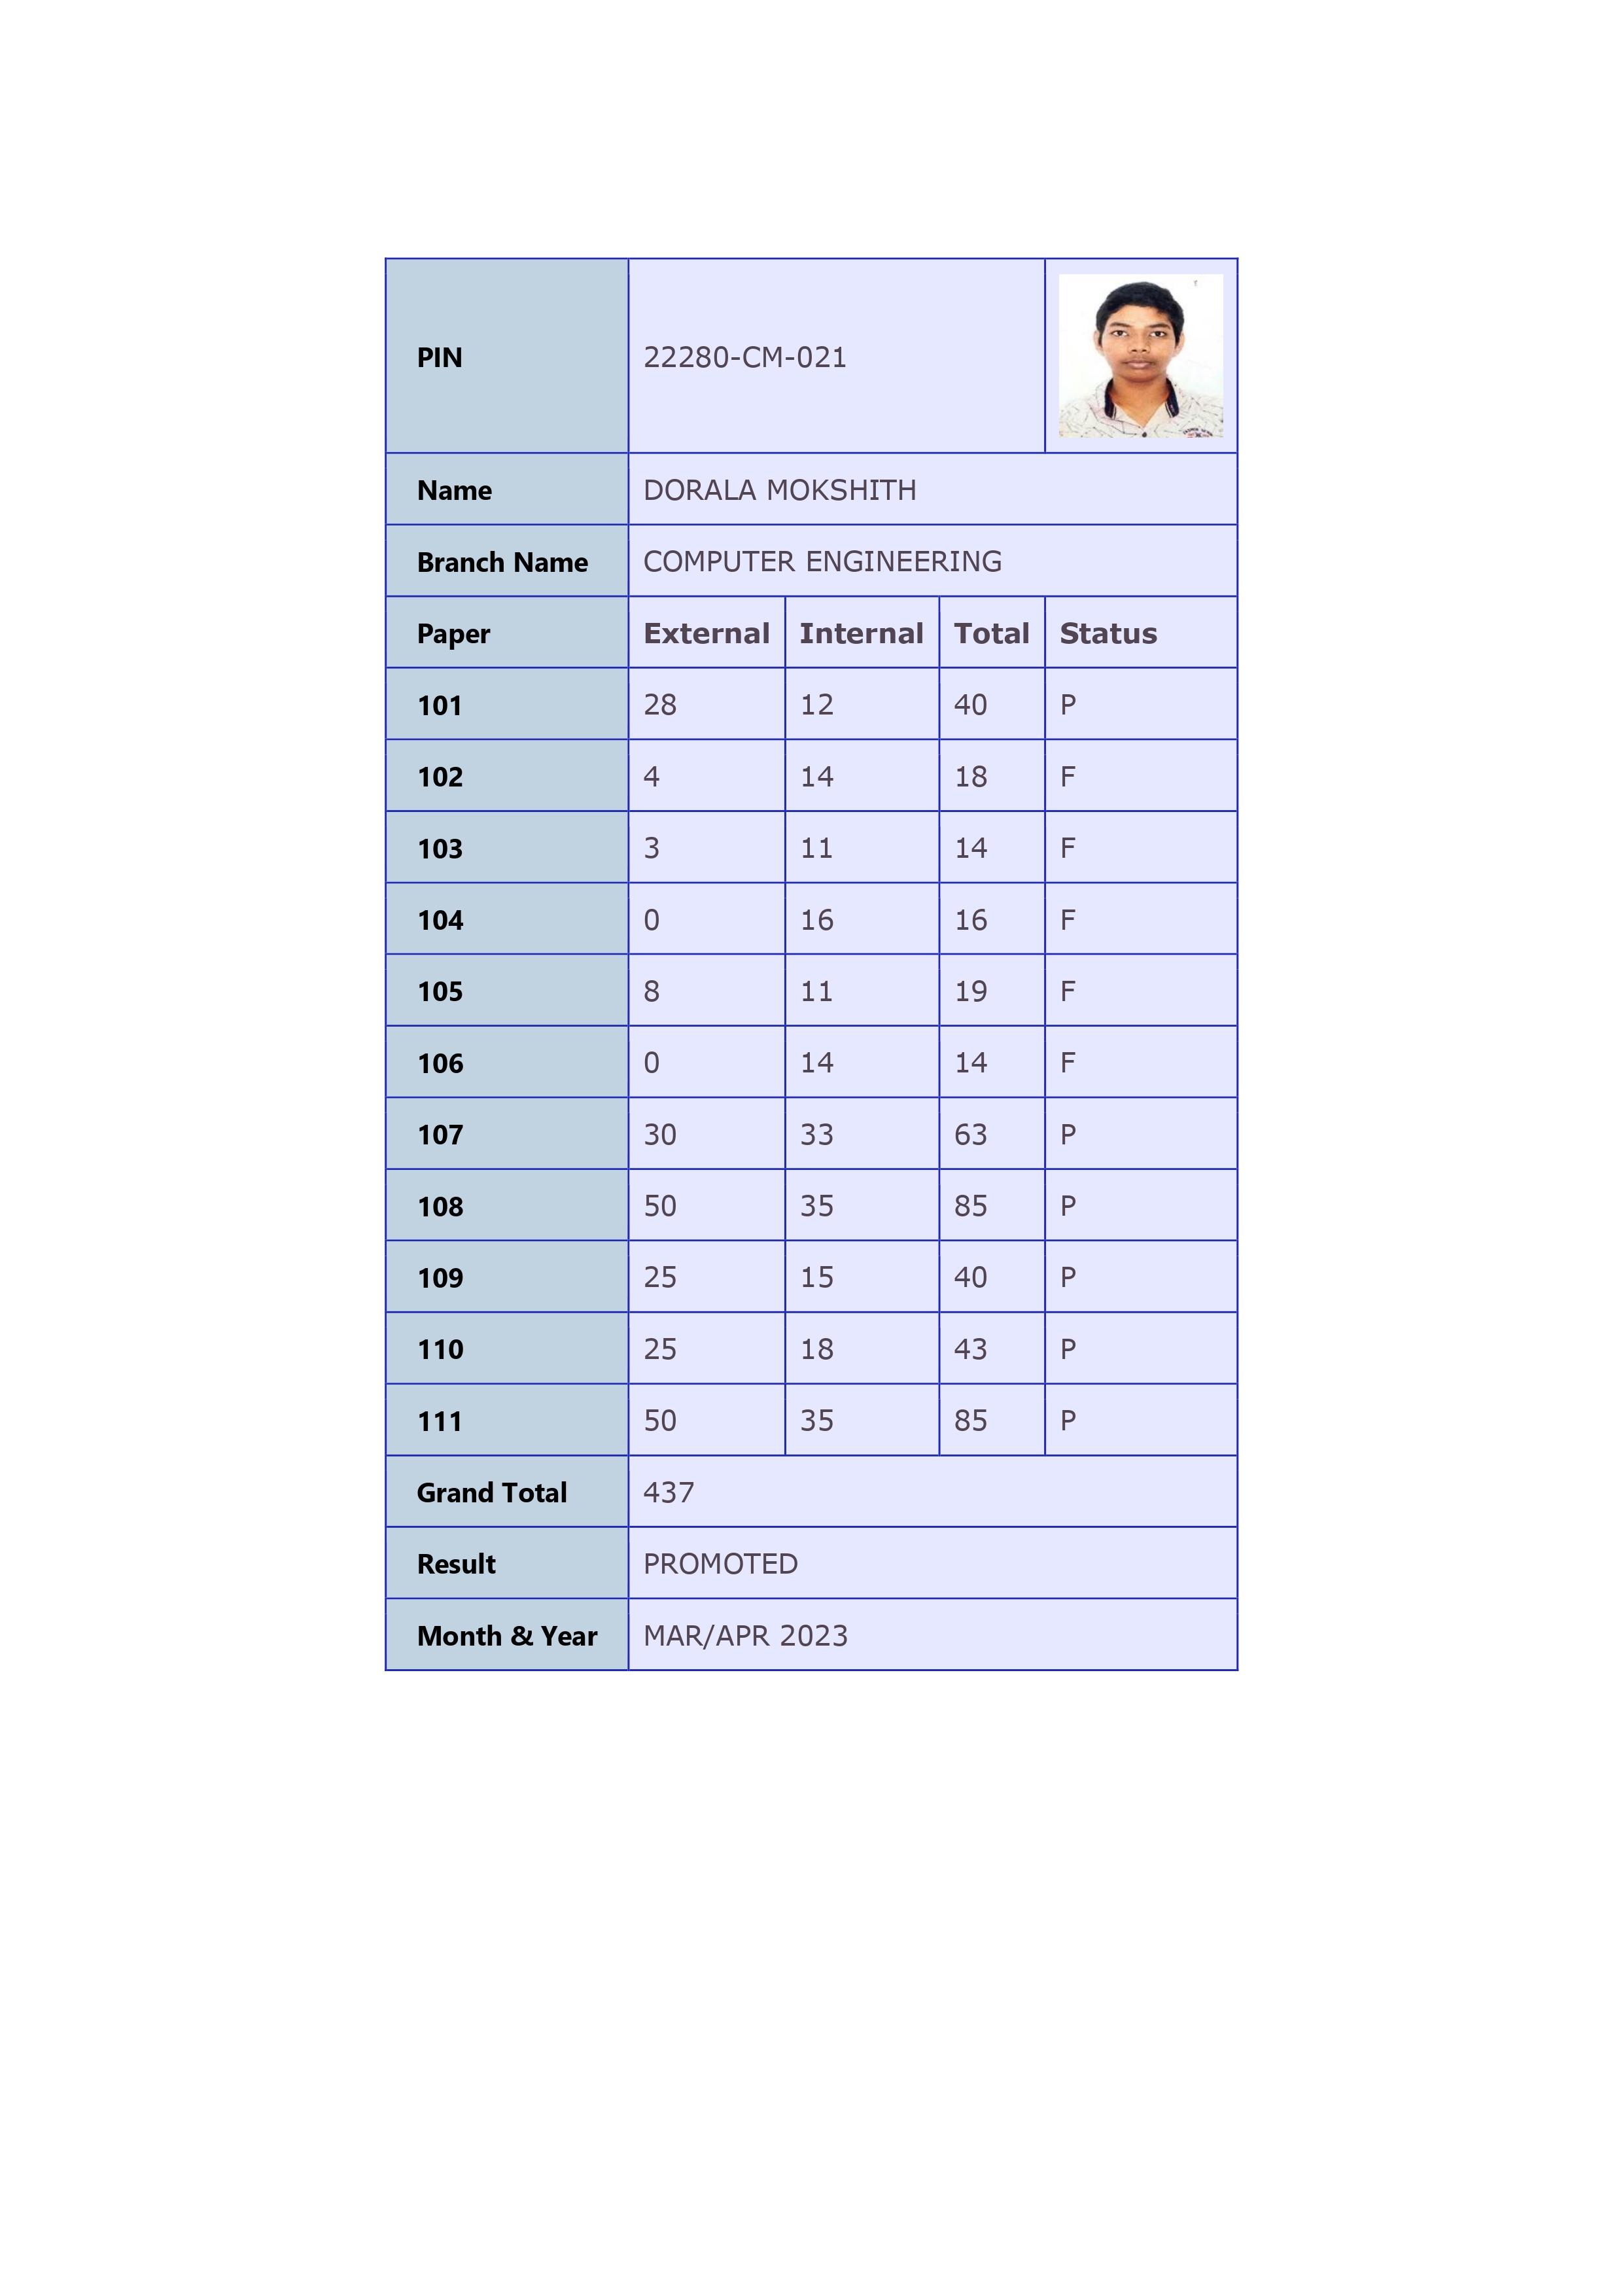 PIN 22280-CM-021
Name DORALA MOKSHITH
Branch Name COMPUTER ENGINEERING
Paper External Internal Total Status
101 28 12 40 P
102 4 14 18 F
103 3 11 14 F
104 0 16 16 F
105 8 11 19 F
106 0 14 14 F
107 30 33 63 P
108 50 35 85 P
109 25 15 40 P
110 25 18 43 P
111 50 35 85 P
Grand Total 437
Result PROMOTED
Month & Year MAR/APR 2023